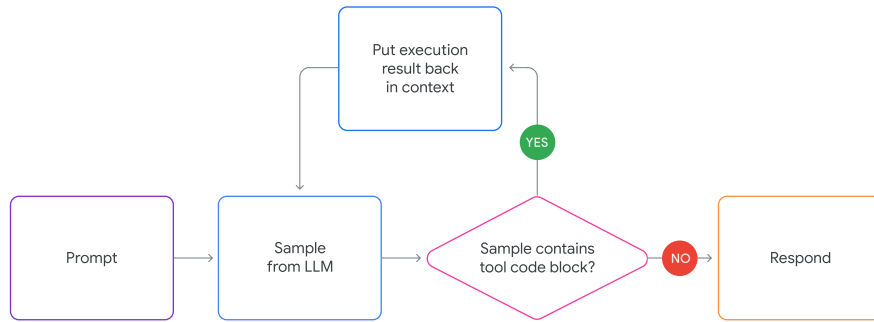 Put execution
result back
in context
YES
Prompt
Sample
from LLM
Sample contains
tool code block?
NO
Respond